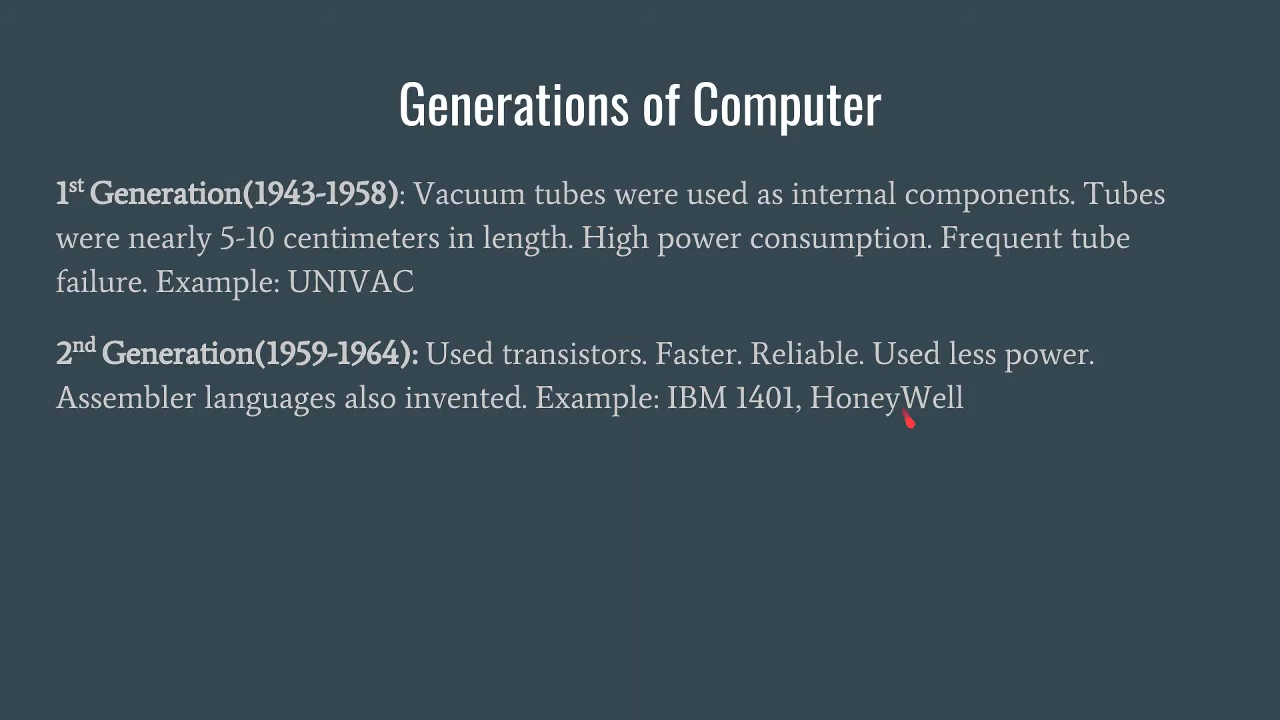 Generations of Computer
1st Generation(1943-1958): Vacuum tubes were used as internal components. Tubes
were nearly 5-10 centimeters in length. High power consumption. Frequent tube
failure. Example: UNIVAC
2nd Generation(1959-1964): Used transistors. Faster. Reliable. Used less power.
Assembler languages also invented. Example: IBM 1401, HoneyWell